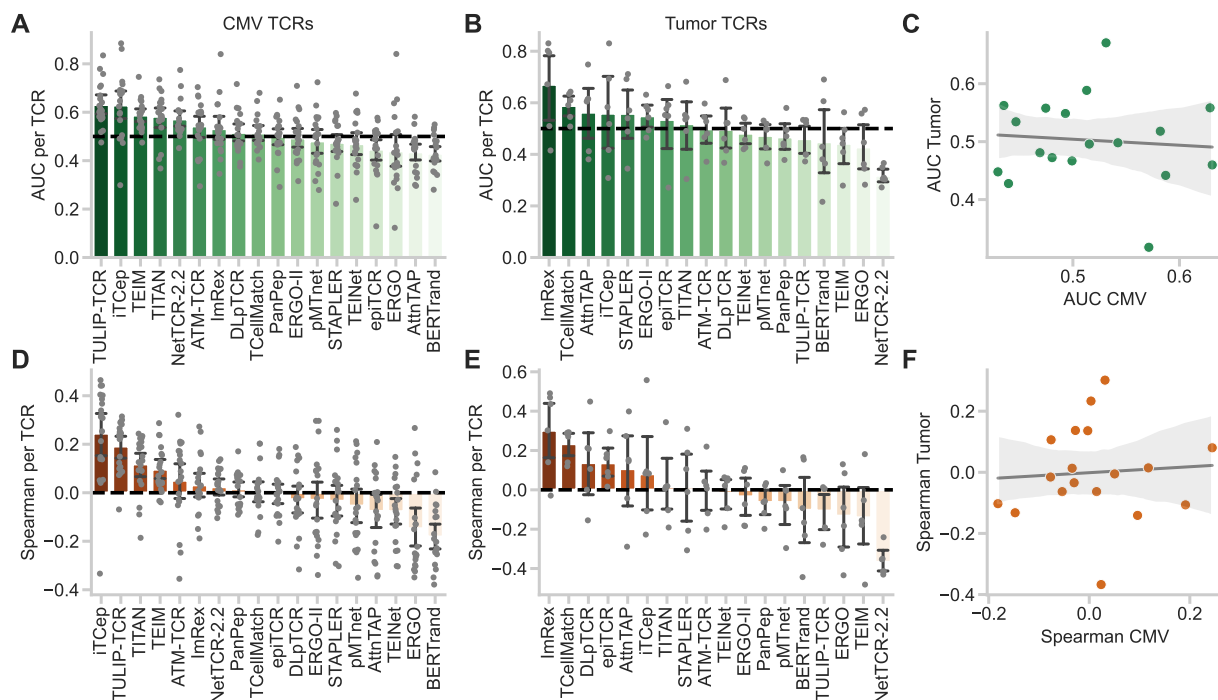 A
CMV TCRs
B
Tumor TCRs
C
AUC per TCR
0.8
0.6
0.4
0.2
0.0
TULIP-TCR
iTCep
TEIM
TITAN
NetTCR-2.2
ATM-TCR
ImRex
DLpTCR
TCellMatch
PanPep
ERGO-II
pMTnet
STAPLER
TEINet
epiTCR
ERGO
AttnTAP
BERTrand
AUC per TCR
0.8
0.6
0.4
0.2
0.0
ImRex
TCellMatch
AttnTAP
iTCep
STAPLER
ERGO-II
epiTCR
TITAN
ATM-TCR
DLpTCR
TEINet
pMTnet
PanPep
TULIP-TCR
BERTrand
TEIM
ERGO
NetTCR-2.2
AUC Tumor
0.6
0.5
0.4
0.5
0.6
AUC CMV
D
E
F
Spearman per TCR
0.4
0.2
0.0
−0.2
−0.4
iTCep
TULIP-TCR
TITAN
TEIM
ATM-TCR
ImRex
NetTCR-2.2
PanPep
TCellMatch
epiTCR
DLpTCR
ERGO-II
STAPLER
pMTnet
AttnTAP
TEINet
ERGO
BERTrand
Spearman per TCR
0.6
0.4
0.2
0.0
−0.2
−0.4
ImRex
TCellMatch
DLpTCR
epiTCR
AttnTAP
iTCep
TITAN
STAPLER
ATM-TCR
TEINet
ERGO-II
PanPep
pMTnet
BERTrand
TULIP-TCR
ERGO
TEIM
NetTCR-2.2
Spearman Tumor
0.2
0.0
−0.2
−0.4
−0.2
0.0
0.2
Spearman CMV